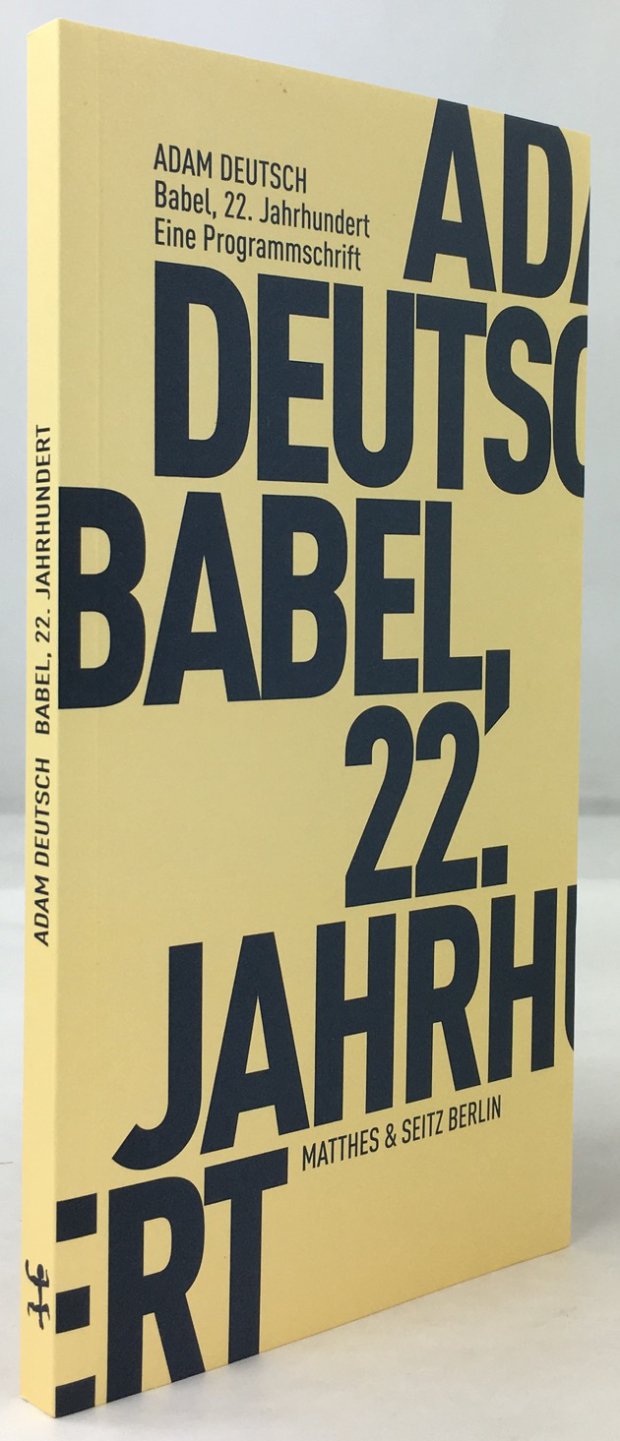 ADAM DEUTSCH
Babel, 22. Jahrhundert
Eine Programmschrift
ADA
DEUTSC
BABEL,
22.
JAHRHU
MATTHES & SEITZ BERLIN
ERT
ADAM DEUTSCH BABEL, 22. JAHRHUNDERT